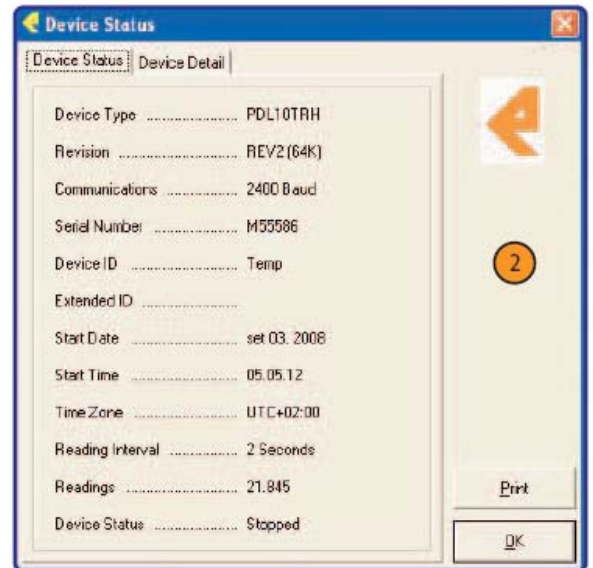 Device Status
Device Status Device Detail
Device Type ..................... PDL10TRH
Revision ........................... REV2 (64K)
Communications ................ 2400 Baud
Serial Number .................. M55586
Device ID ........................ Temp
2
Extended ID ......................
Start Date ........................ set 03. 2008
Start Time ....................... 05.05.12
Time Zone ....................... UTC+02:00
Reading Interval ............... 2 Seconds
Readings ......................... 21.845
Print
Device Status ................... Stopped
OK